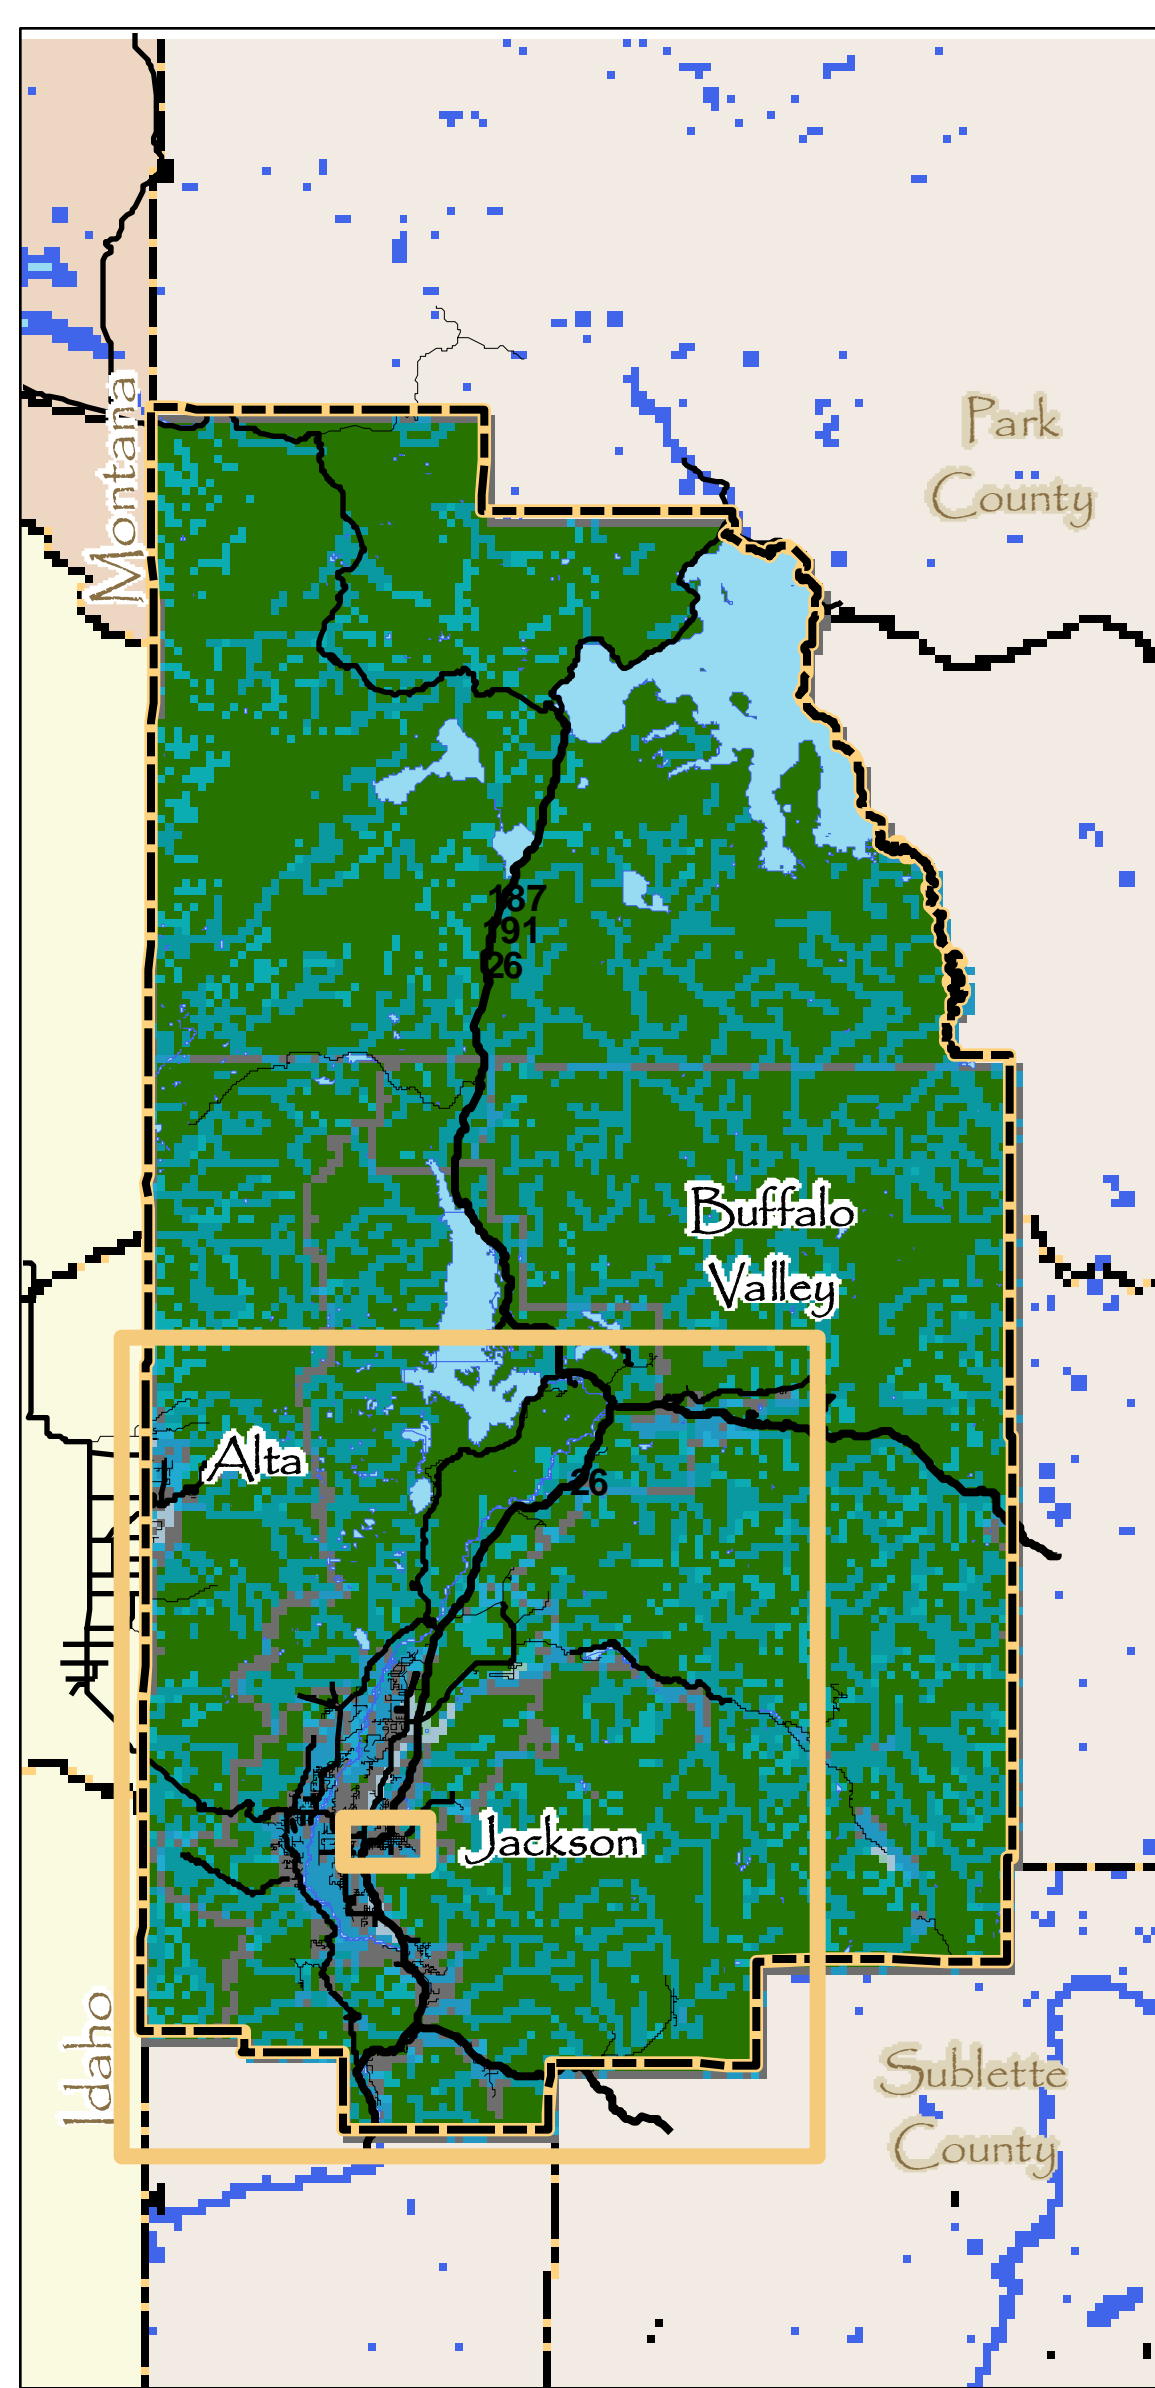 Park
County
Montana
187
191
26
Buffalo
Valley
Alta
26
Jackson
Idaho
Sublette
County